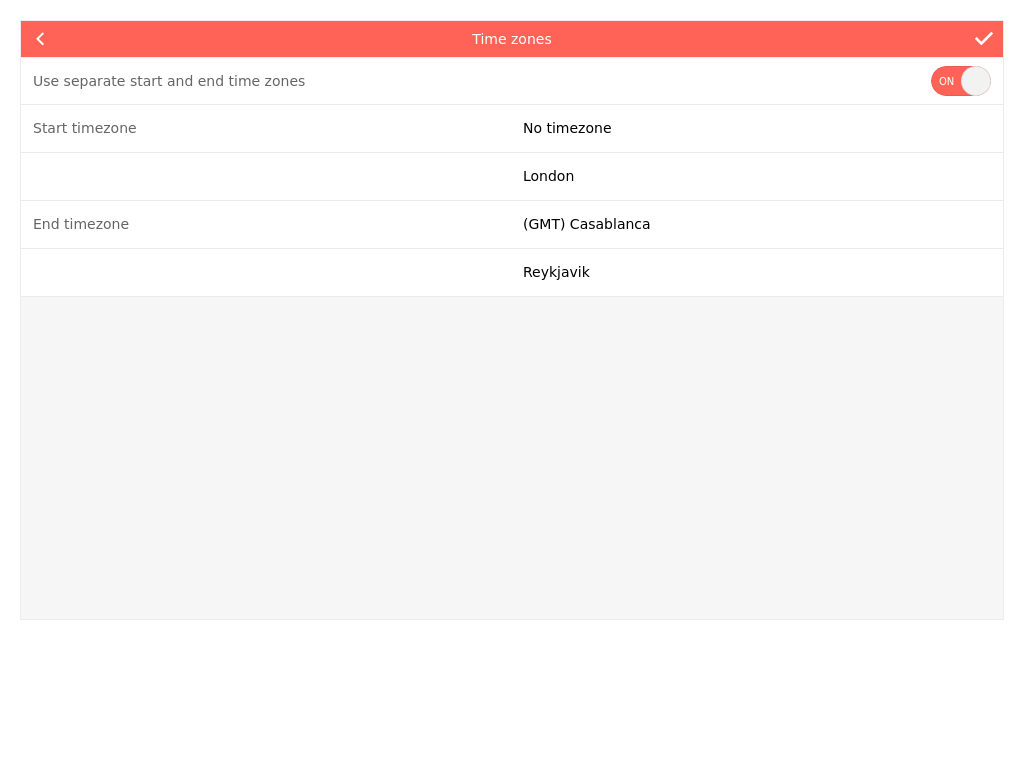 Time zones
Use separate start and end time zones ON
Start timezone No timezone
London
End timezone (GMT) Casablanca
Reykjavik